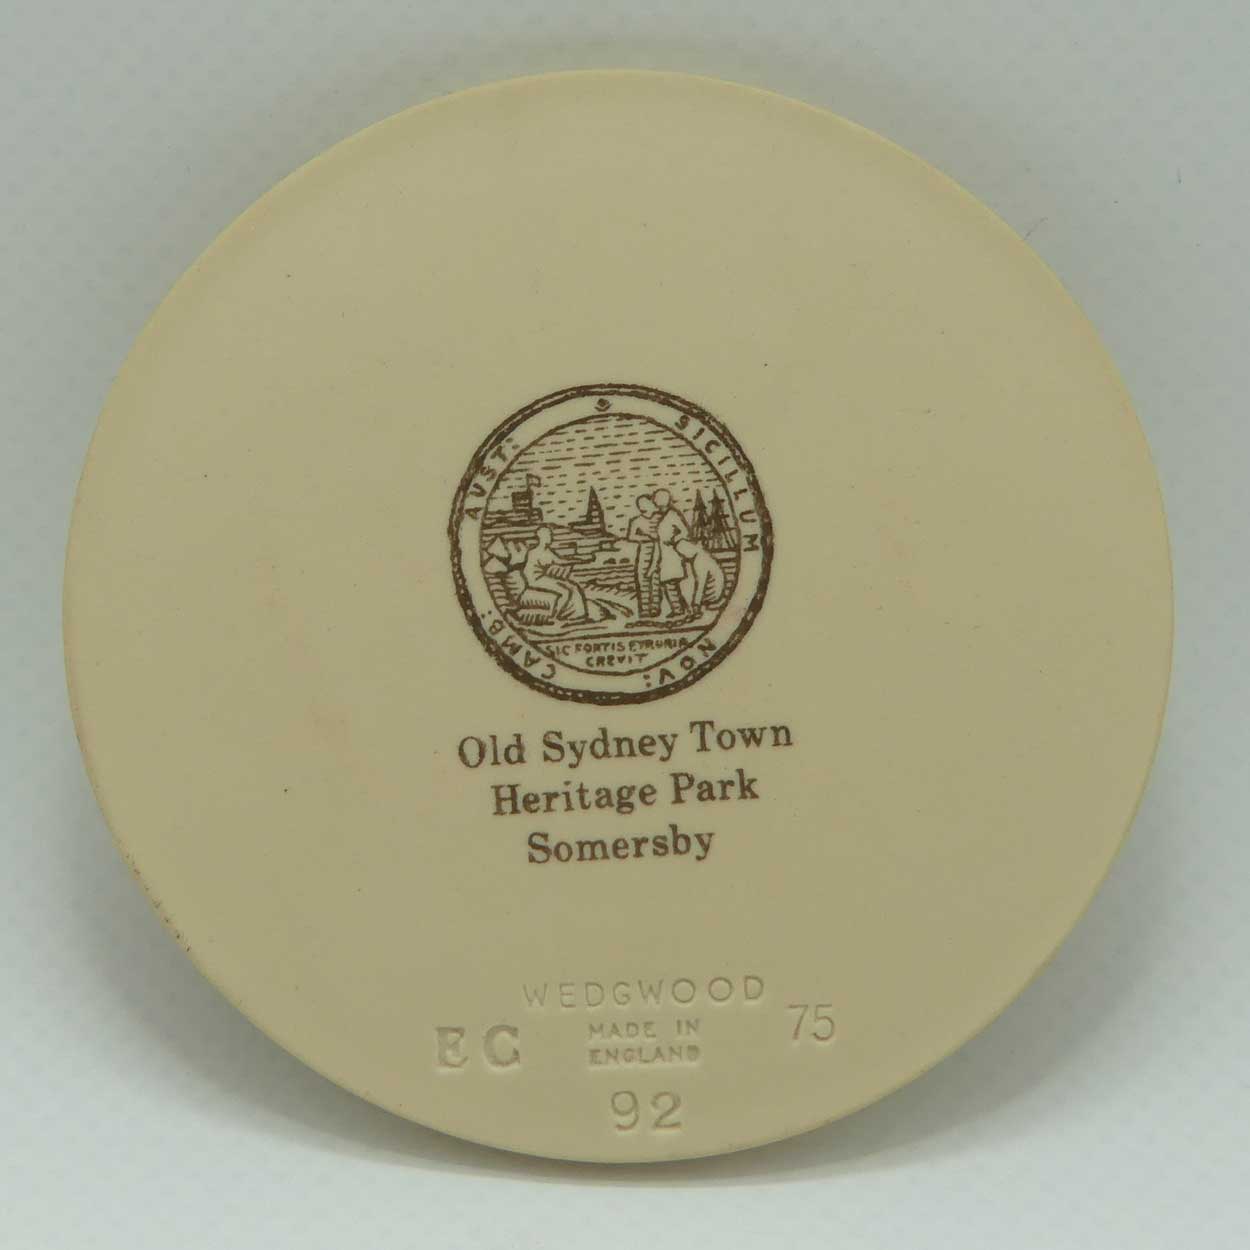 SIGILLUM NOV: CAMB: AUST:
SIC FORTIS ETRURIA
CREVIT
Old Sydney Town
Heritage Park
Somersby
WEDGWOOD
EC MADE IN 75
ENGLAND
92